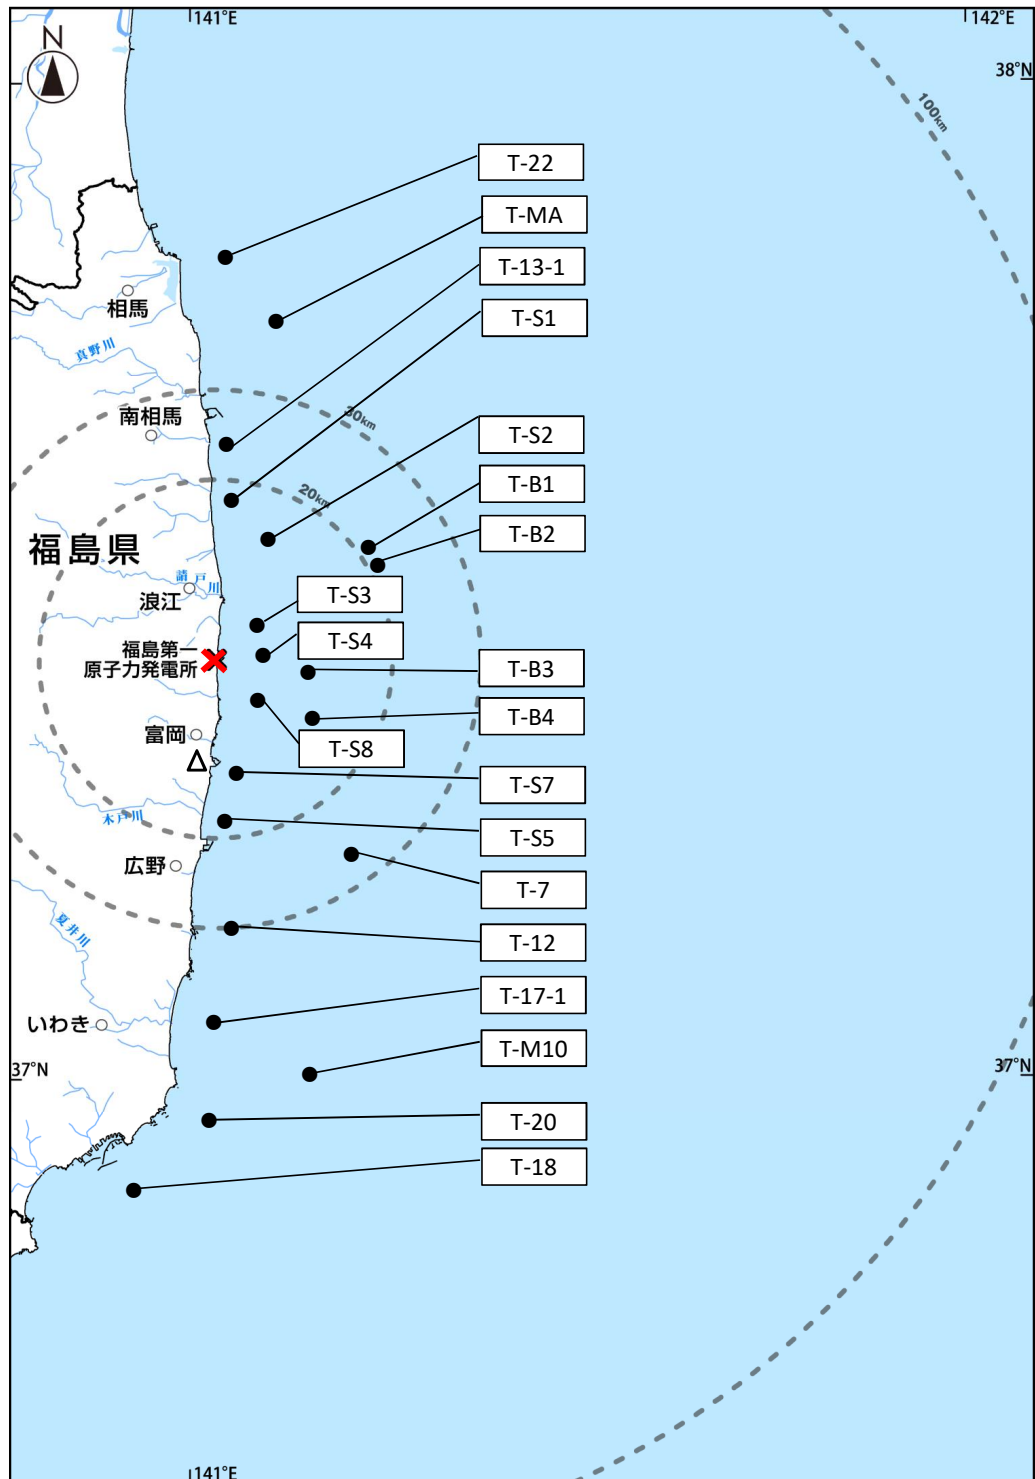 141°E
142°E
N
38°N
100km
T-22
T-MA
T-13-1
T-S1
相馬
真野川
30km
南相馬
T-S2
20km
T-B1
T-B2
福島県
請戸川
浪江
T-S3
T-S4
福島第一
原子力発電所
T-B3
T-B4
富岡
T-S8
T-S7
木戸川
T-S5
広野
T-7
夏井川
T-12
T-17-1
いわき
T-M10
37°N
37°N
T-20
T-18
141°E